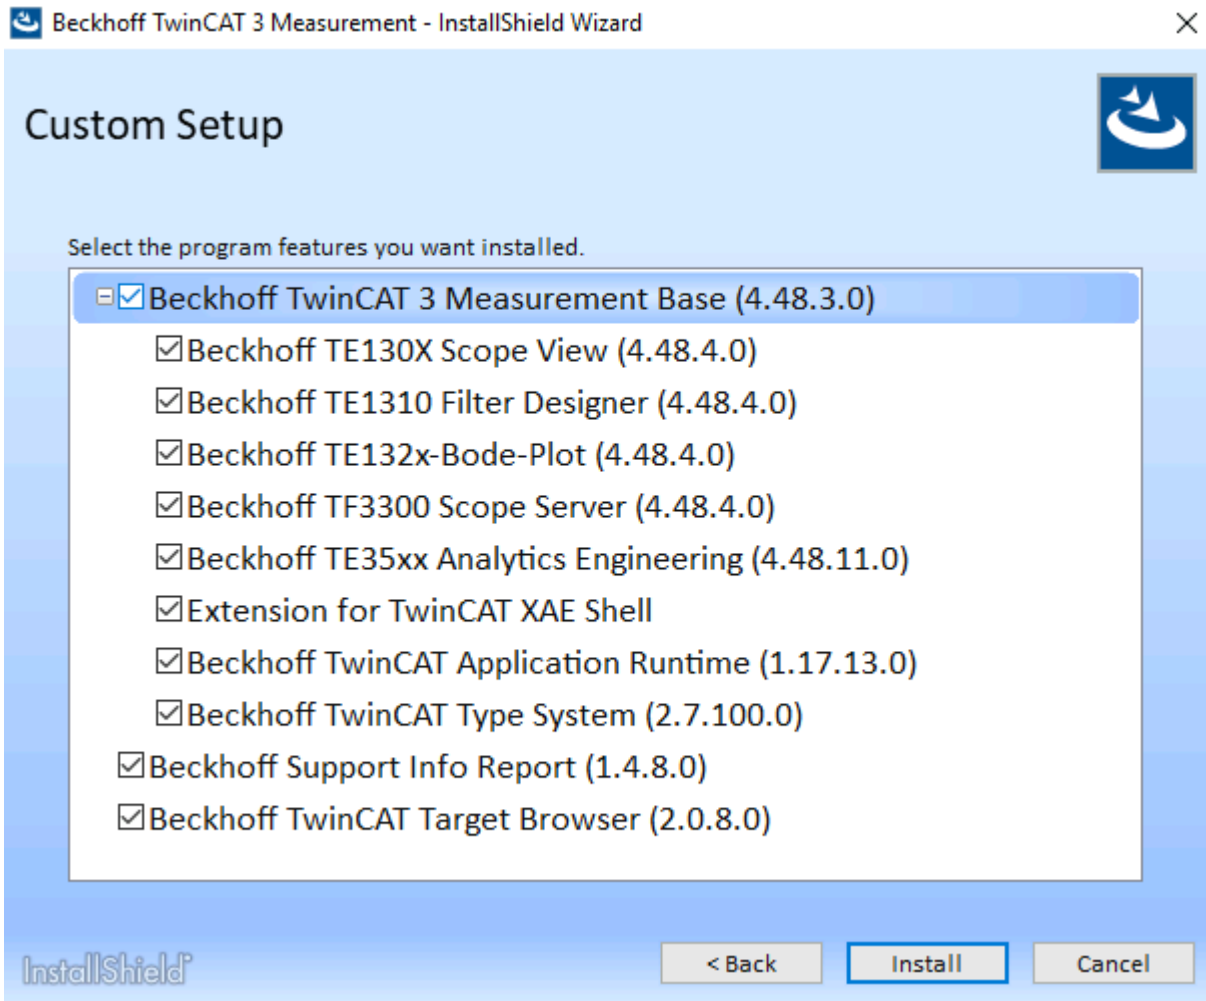 Beckhoff TwinCAT 3 Measurement - InstallShield Wizard
Custom Setup
Select the program features you want installed.
Beckhoff TwinCAT 3 Measurement Base (4.48.3.0)
Beckhoff TE130X Scope View (4.48.4.0)
Beckhoff TE1310 Filter Designer (4.48.4.0)
Beckhoff TE132x-Bode-Plot (4.48.4.0)
Beckhoff TF3300 Scope Server (4.48.4.0)
Beckhoff TE35xx Analytics Engineering (4.48.11.0)
Extension for TwinCAT XAE Shell
Beckhoff TwinCAT Application Runtime (1.17.13.0)
Beckhoff TwinCAT Type System (2.7.100.0)
Beckhoff Support Info Report (1.4.8.0)
Beckhoff TwinCAT Target Browser (2.0.8.0)
InstallShield < Back Install Cancel